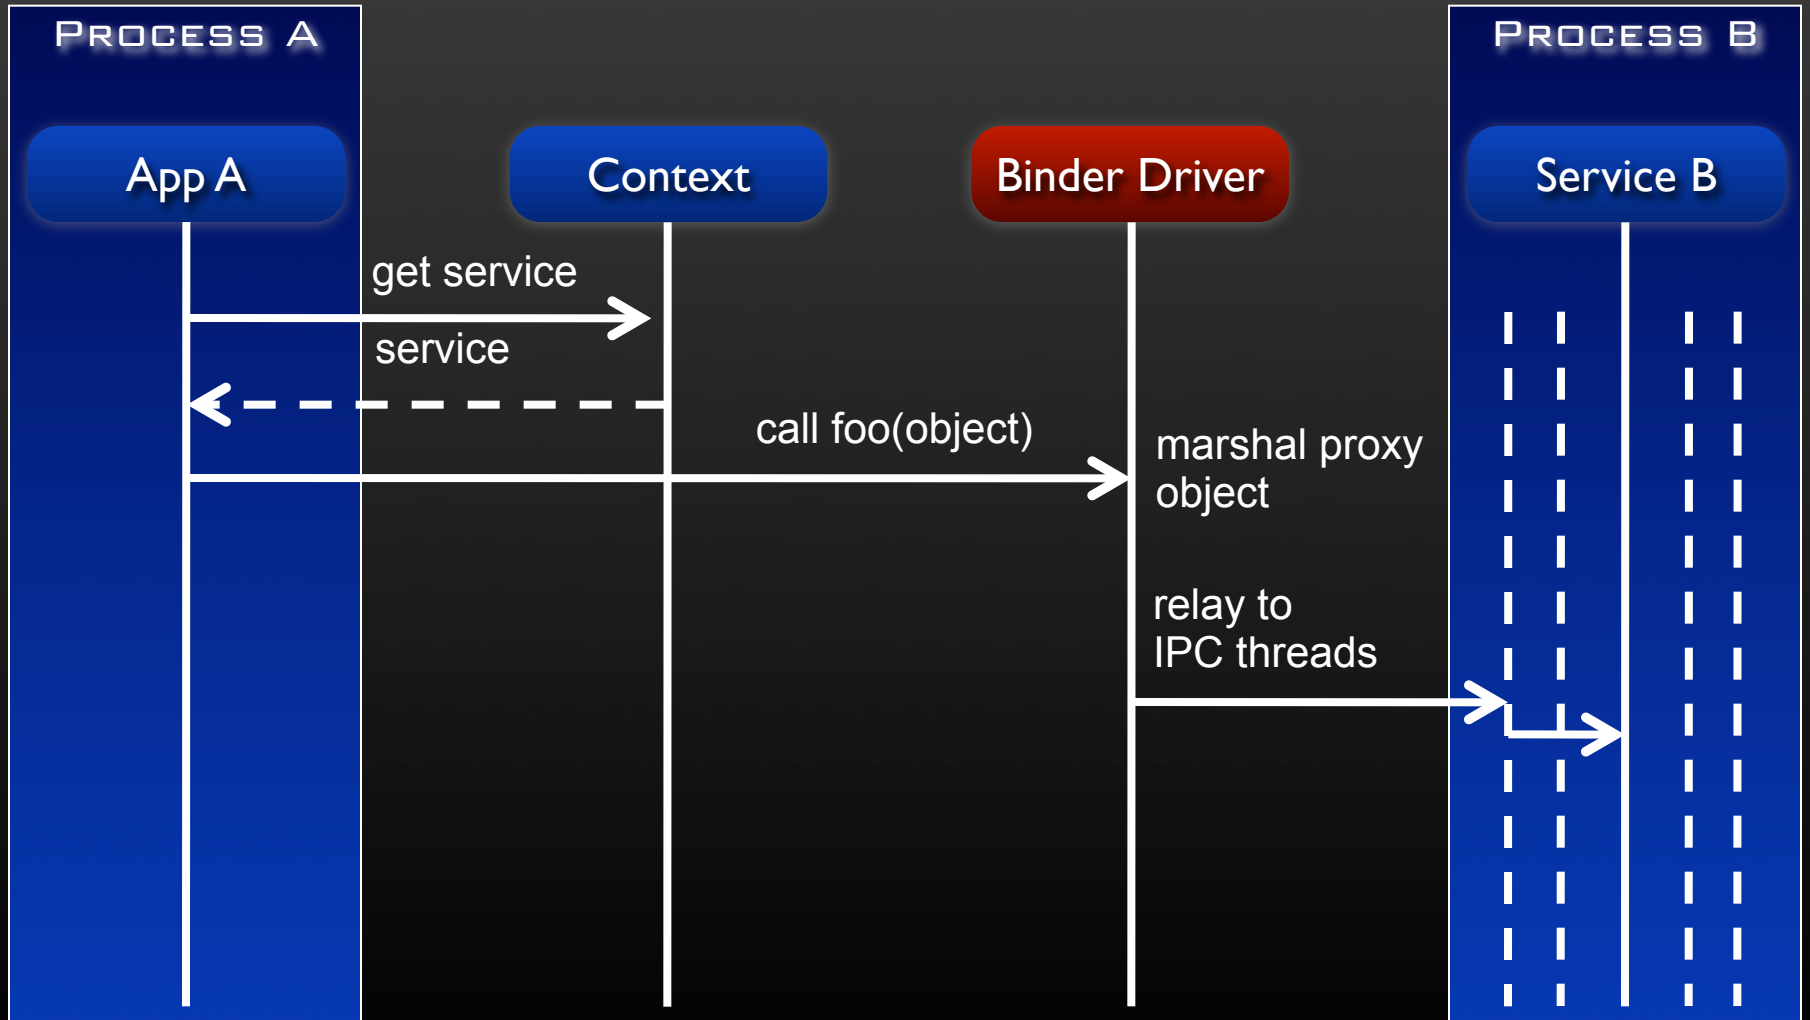 PROCESS A
PROCESS B
App A
Context
Binder Driver
Service B
get service
service
call foo(object)
marshal proxy
object
relay to
IPC threads